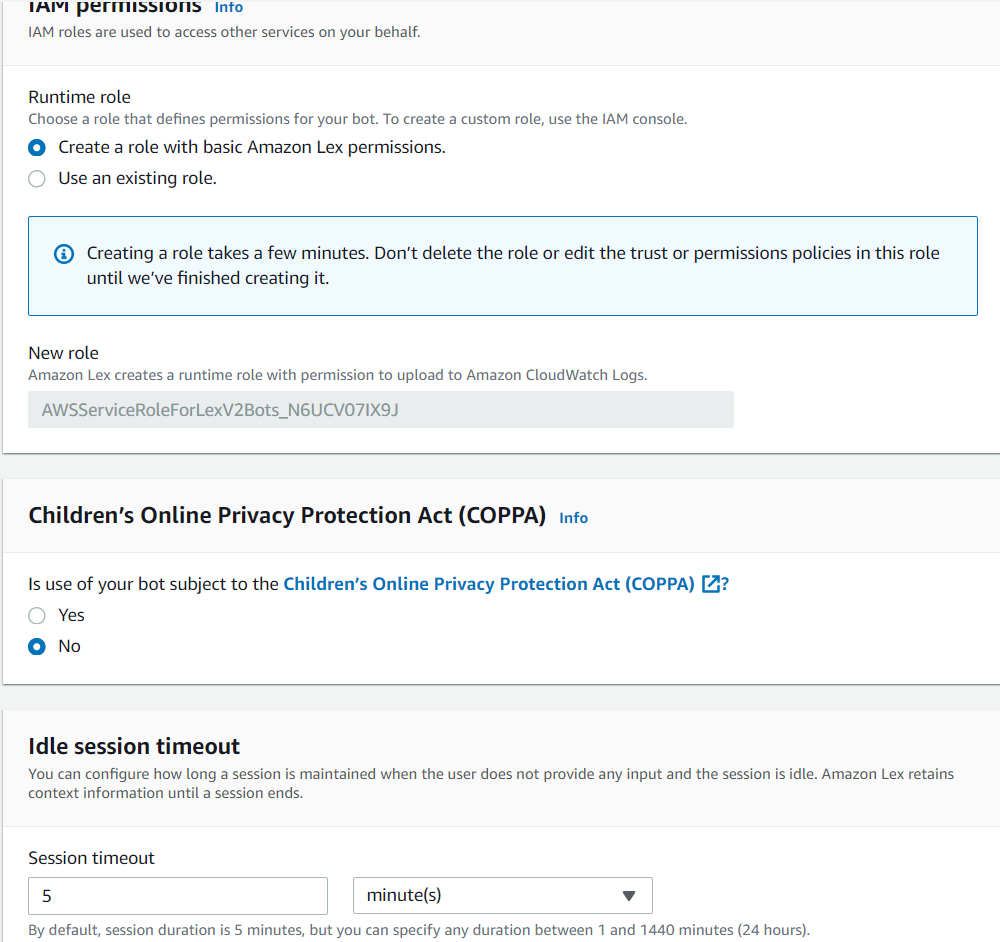 IAM permissions Info
IAM roles are used to access other services on your behalf.
Runtime role
Choose a role that defines permissions for your bot. To create a custom role, use the IAM console.
Create a role with basic Amazon Lex permissions.
Use an existing role.
Creating a role takes a few minutes. Don’t delete the role or edit the trust or permissions policies in this role
until we’ve finished creating it.
New role
Amazon Lex creates a runtime role with permission to upload to Amazon CloudWatch Logs.
AWSServiceRoleForLexV2Bots_N6UCV07IX9J
Children’s Online Privacy Protection Act (COPPA) Info
Is use of your bot subject to the Children’s Online Privacy Protection Act (COPPA) ?
Yes
No
Idle session timeout
You can configure how long a session is maintained when the user does not provide any input and the session is idle. Amazon Lex retains
context information until a session ends.
Session timeout
5 minute(s)
By default, session duration is 5 minutes, but you can specify any duration between 1 and 1440 minutes (24 hours).